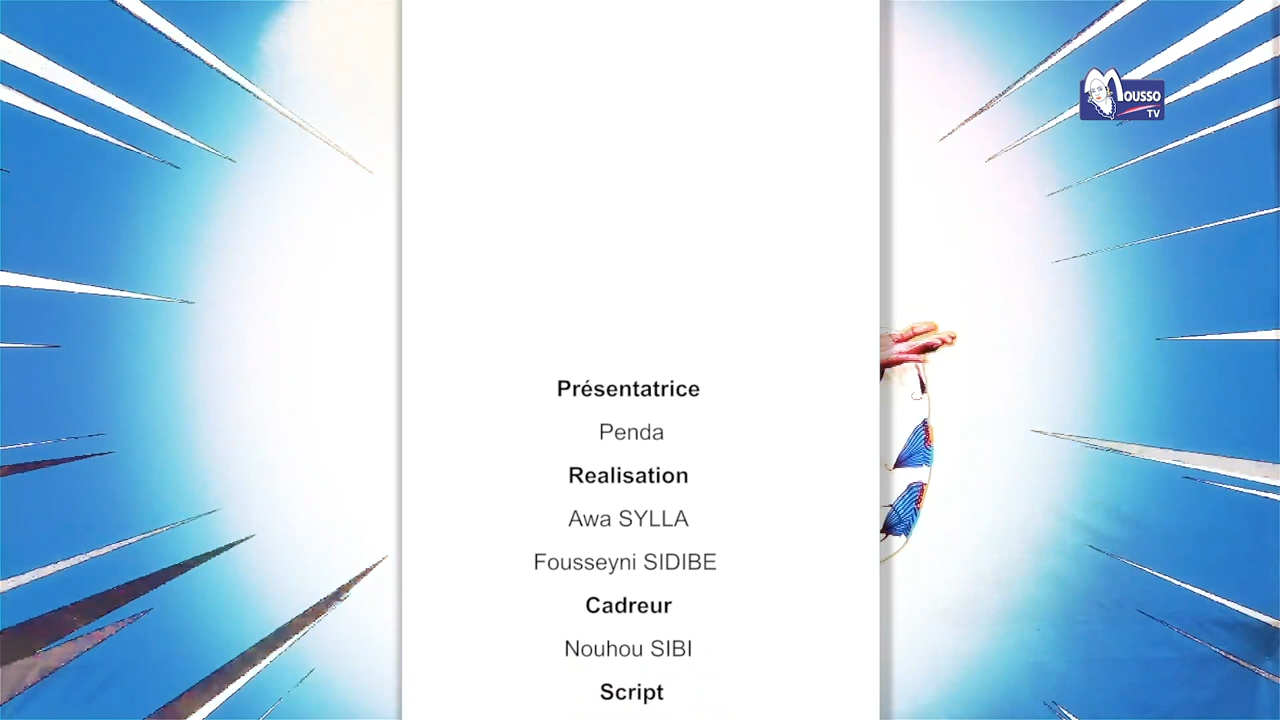 MOUSSO
TV
Présentatrice
Penda
Realisation
Awa SYLLA
Fousseyni SIDIBE
Cadreur
Nouhou SIBI
Script